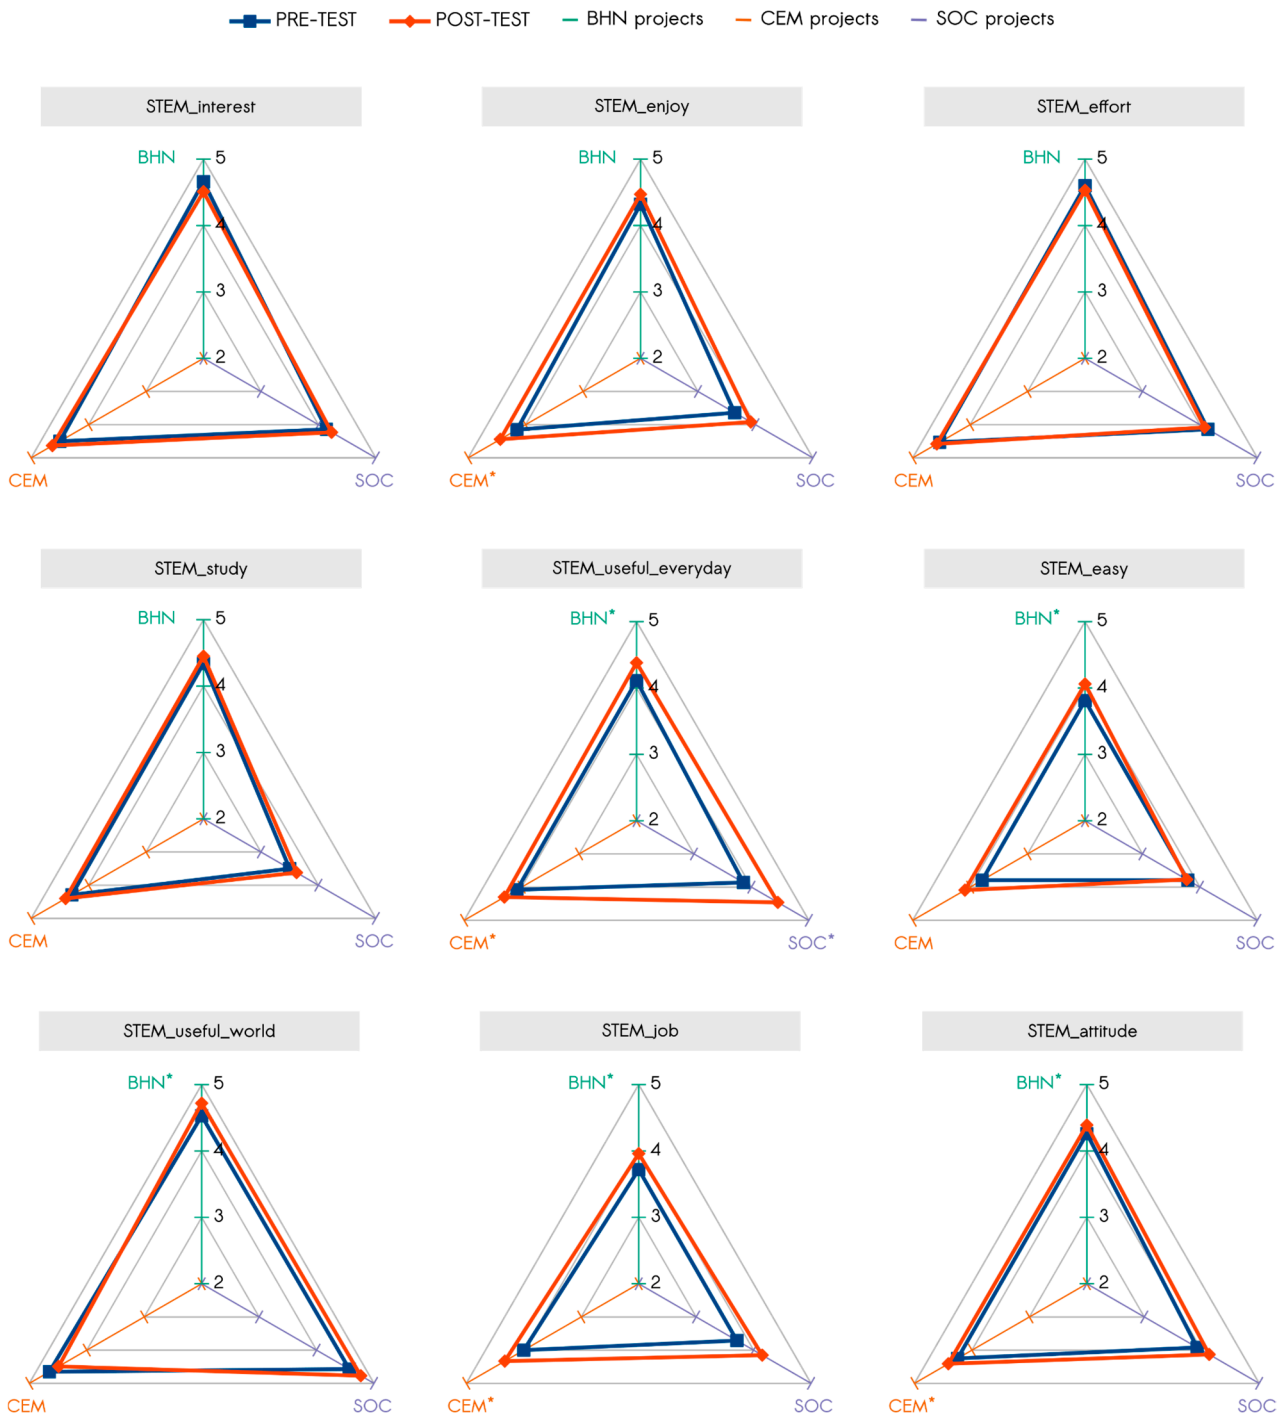 PRE-TEST POST-TEST BHN projects CEM projects SOC projects
STEM_interest STEM_enjoy STEM_effort
BHN 5 BHN 5 BHN 5
4 4 4
3 3 3
2 2 2
CEM SOC CEM* SOC CEM SOC
STEM_study STEM_useful_everyday STEM_easy
BHN 5 BHN* 5 BHN* 5
4 4 4
3 3 3
2 2 2
CEM SOC CEM* SOC* CEM SOC
STEM_useful_world STEM_job STEM_attitude
BHN* 5 BHN* 5 BHN* 5
4 4 4
3 3 3
2 2 2
CEM SOC CEM* SOC CEM* SOC